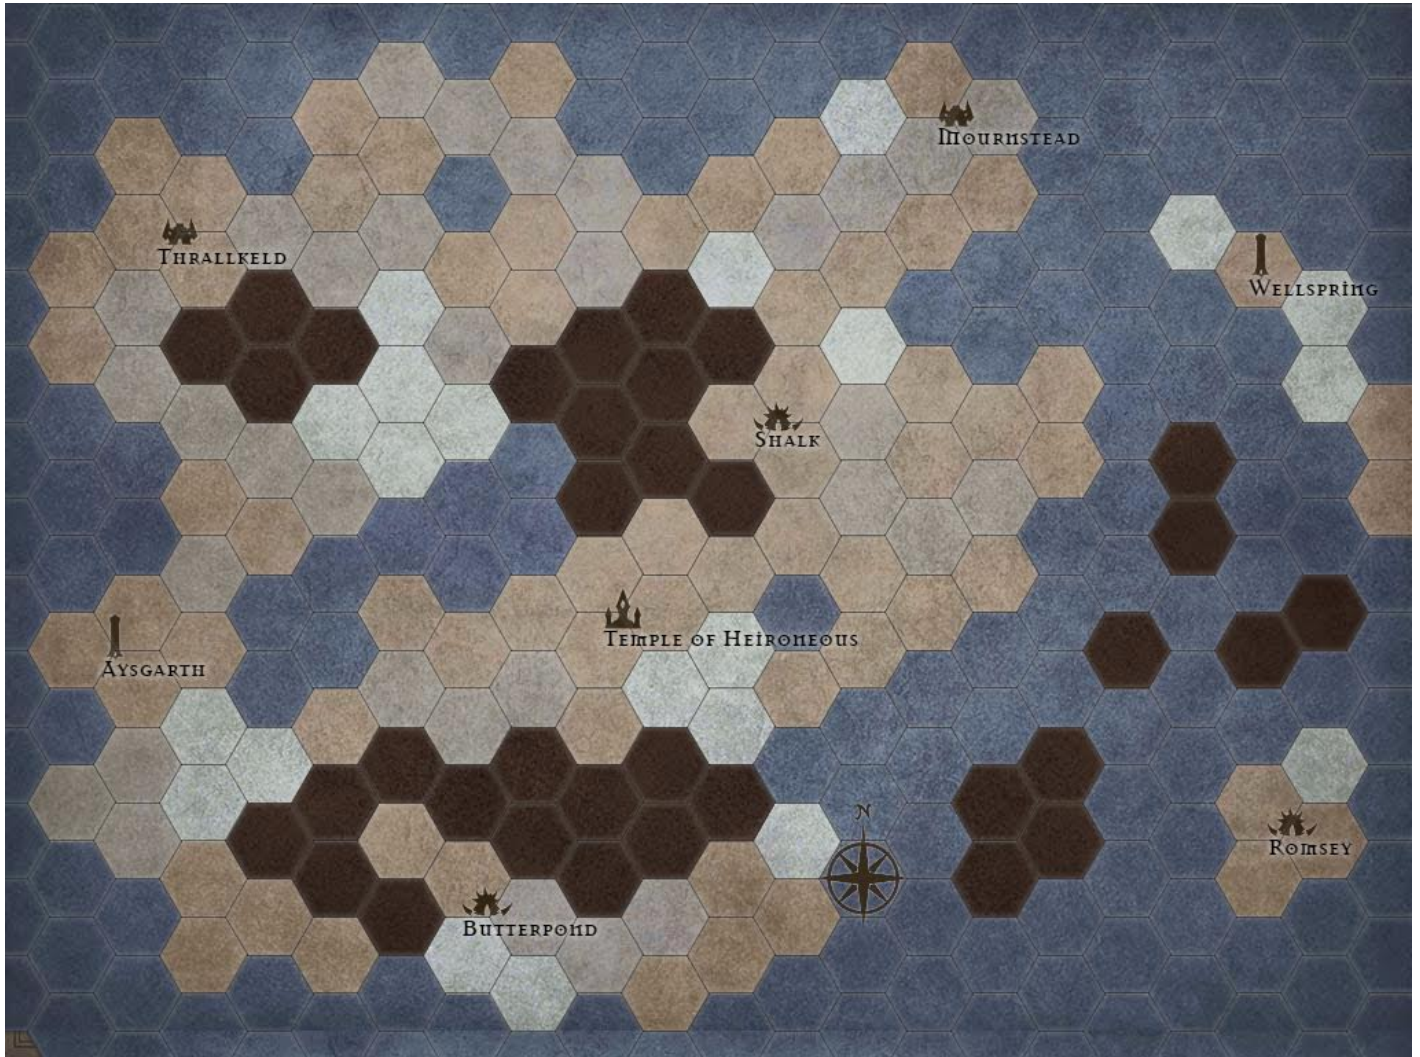 Mournstead
Thrallkeld
Wellspring
Shalk
Temple of Heironeous
Aysgarth
N
Romsey
Butterpond